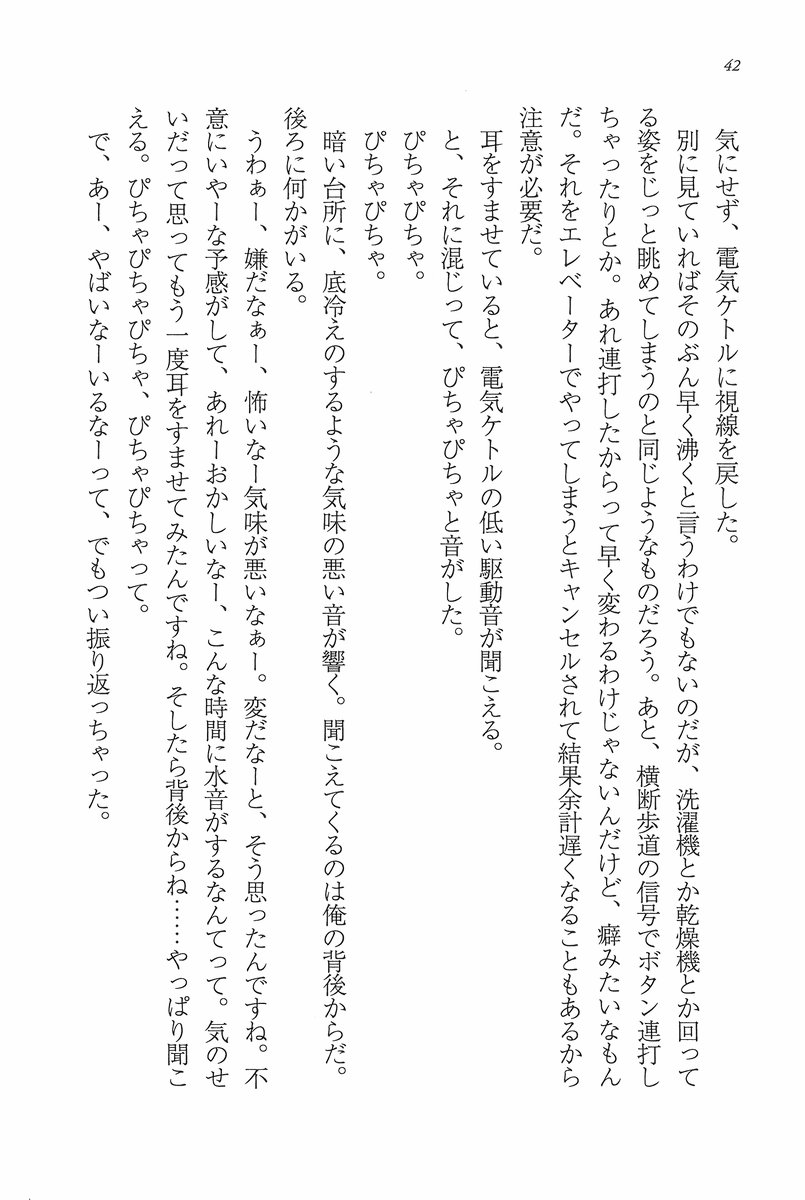 42
気にせず、電気ケトルに視線を戻した。
別に見ていればそのぶん早く沸くと言うわけでもないのだが、洗濯機とか乾燥機とか回って
る姿をじっと眺めてしまうのと同じようなものだろう。あと、横断歩道の信号でボタン連打し
ちゃったりとか。あれ連打したからって早く変わるわけじゃないんだけど、癖みたいなもん
だ。それをエレベーターでやってしまうとキャンセルされて結果余計遅くなることもあるから
注意が必要だ。
耳をすませていると、電気ケトルの低い駆動音が聞こえる。
と、それに混じって、ぴちゃぴちゃと音がした。
ぴちゃぴちゃ。
ぴちゃぴちゃ。
暗い台所に、底冷えのするような気味の悪い音が響く。聞こえてくるのは俺の背後からだ。
後ろに何かがいる。
うわぁー、嫌だなぁー、怖いなー気味が悪いなぁー。変だなーと、そう思ったんですね。不
意にいやーな予感がして、あれーおかしいなー、こんな時間に水音がするなんてって。気のせ
いだって思ってもう一度耳をすませてみたんですね。そしたら背後からね……やっぱり聞こ
える。ぴちゃぴちゃぴちゃ、ぴちゃぴちゃって。
で、あー、やばいなーいるなーって、でもつい振り返っちゃった。